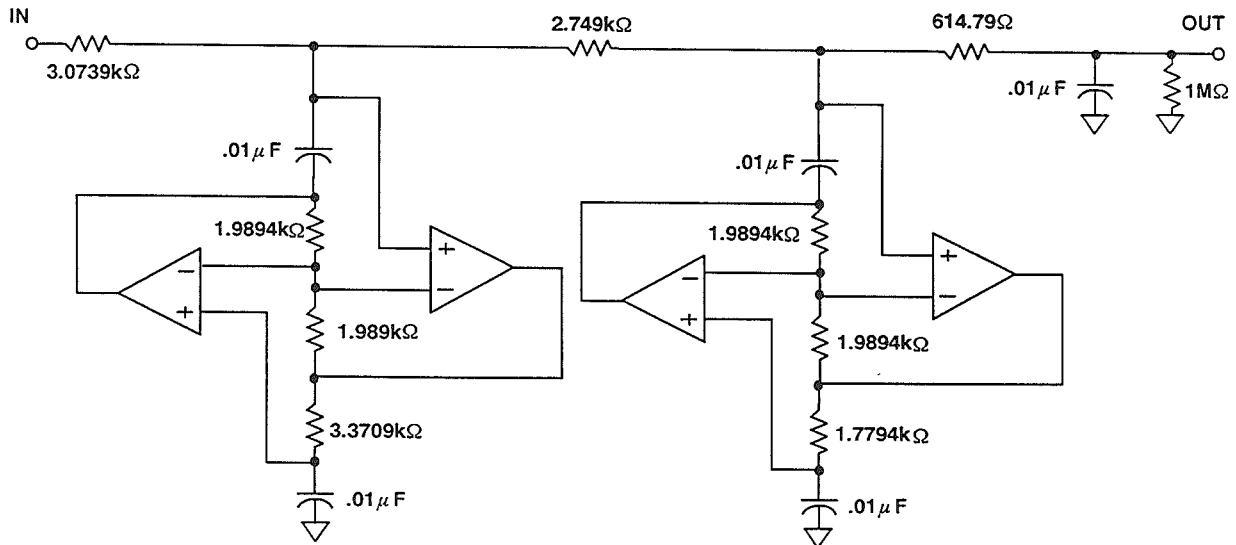 IN
3.0739kΩ
2.749kΩ
614.79Ω
OUT
.01μF
1MΩ
.01μF
1.9894kΩ
+
−
−
+
1.989kΩ
3.3709kΩ
.01μF
.01μF
1.9894kΩ
+
−
−
+
1.9894kΩ
1.7794kΩ
.01μF